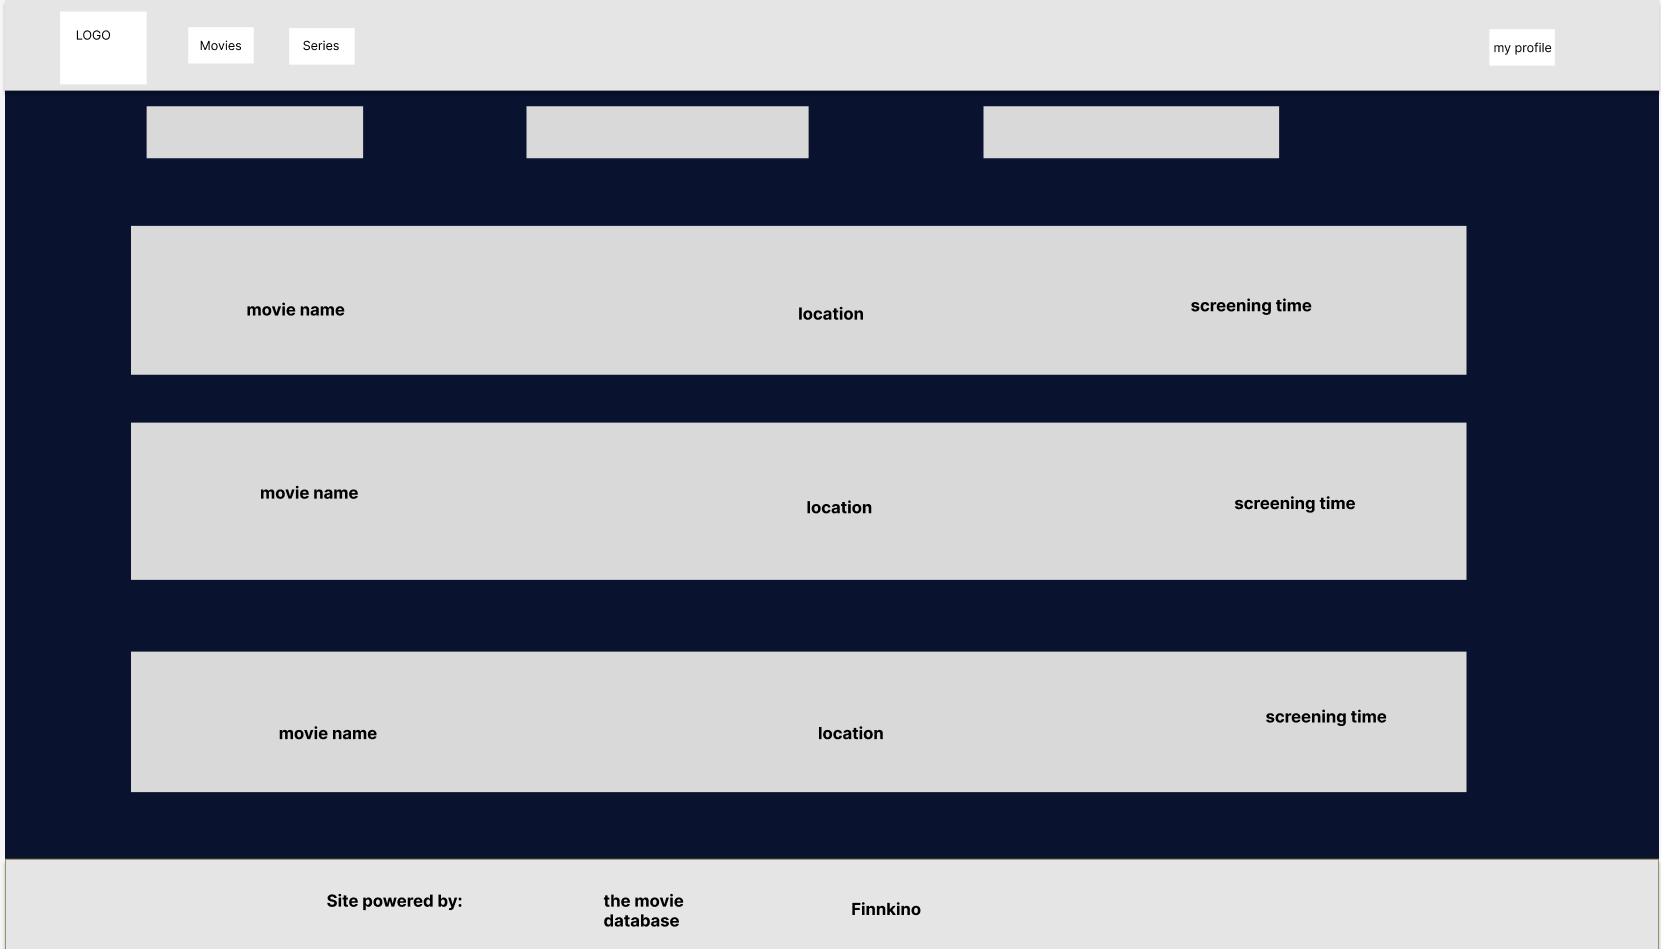 LOGO
Movies
Series
my profile
movie name
location
screening time
movie name
location
screening time
movie name
location
screening time
Site powered by:
the movie
database
Finnkino